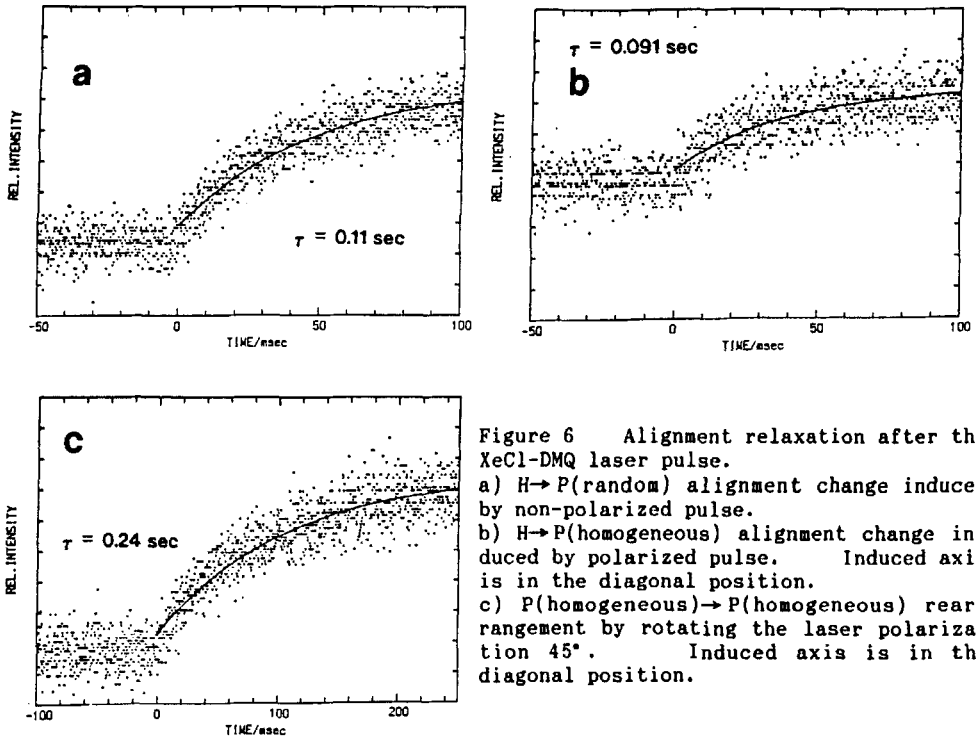 a
τ = 0.11 sec
REL.INTENSITY
-50 0 50 100
TIME/msec
τ = 0.091 sec
b
REL.INTENSITY
-50 0 50 100
TIME/msec
c
τ = 0.24 sec
REL.INTENSITY
-100 0 100 200
TIME/msec
Figure 6 Alignment relaxation after th
XeCl-DMQ laser pulse.
a) H→P(random) alignment change induce
by non-polarized pulse.
b) H→P(homogeneous) alignment change in
duced by polarized pulse. Induced axi
is in the diagonal position.
c) P(homogeneous)→P(homogeneous) rear
rangement by rotating the laser polariza
tion 45°. Induced axis is in th
diagonal position.